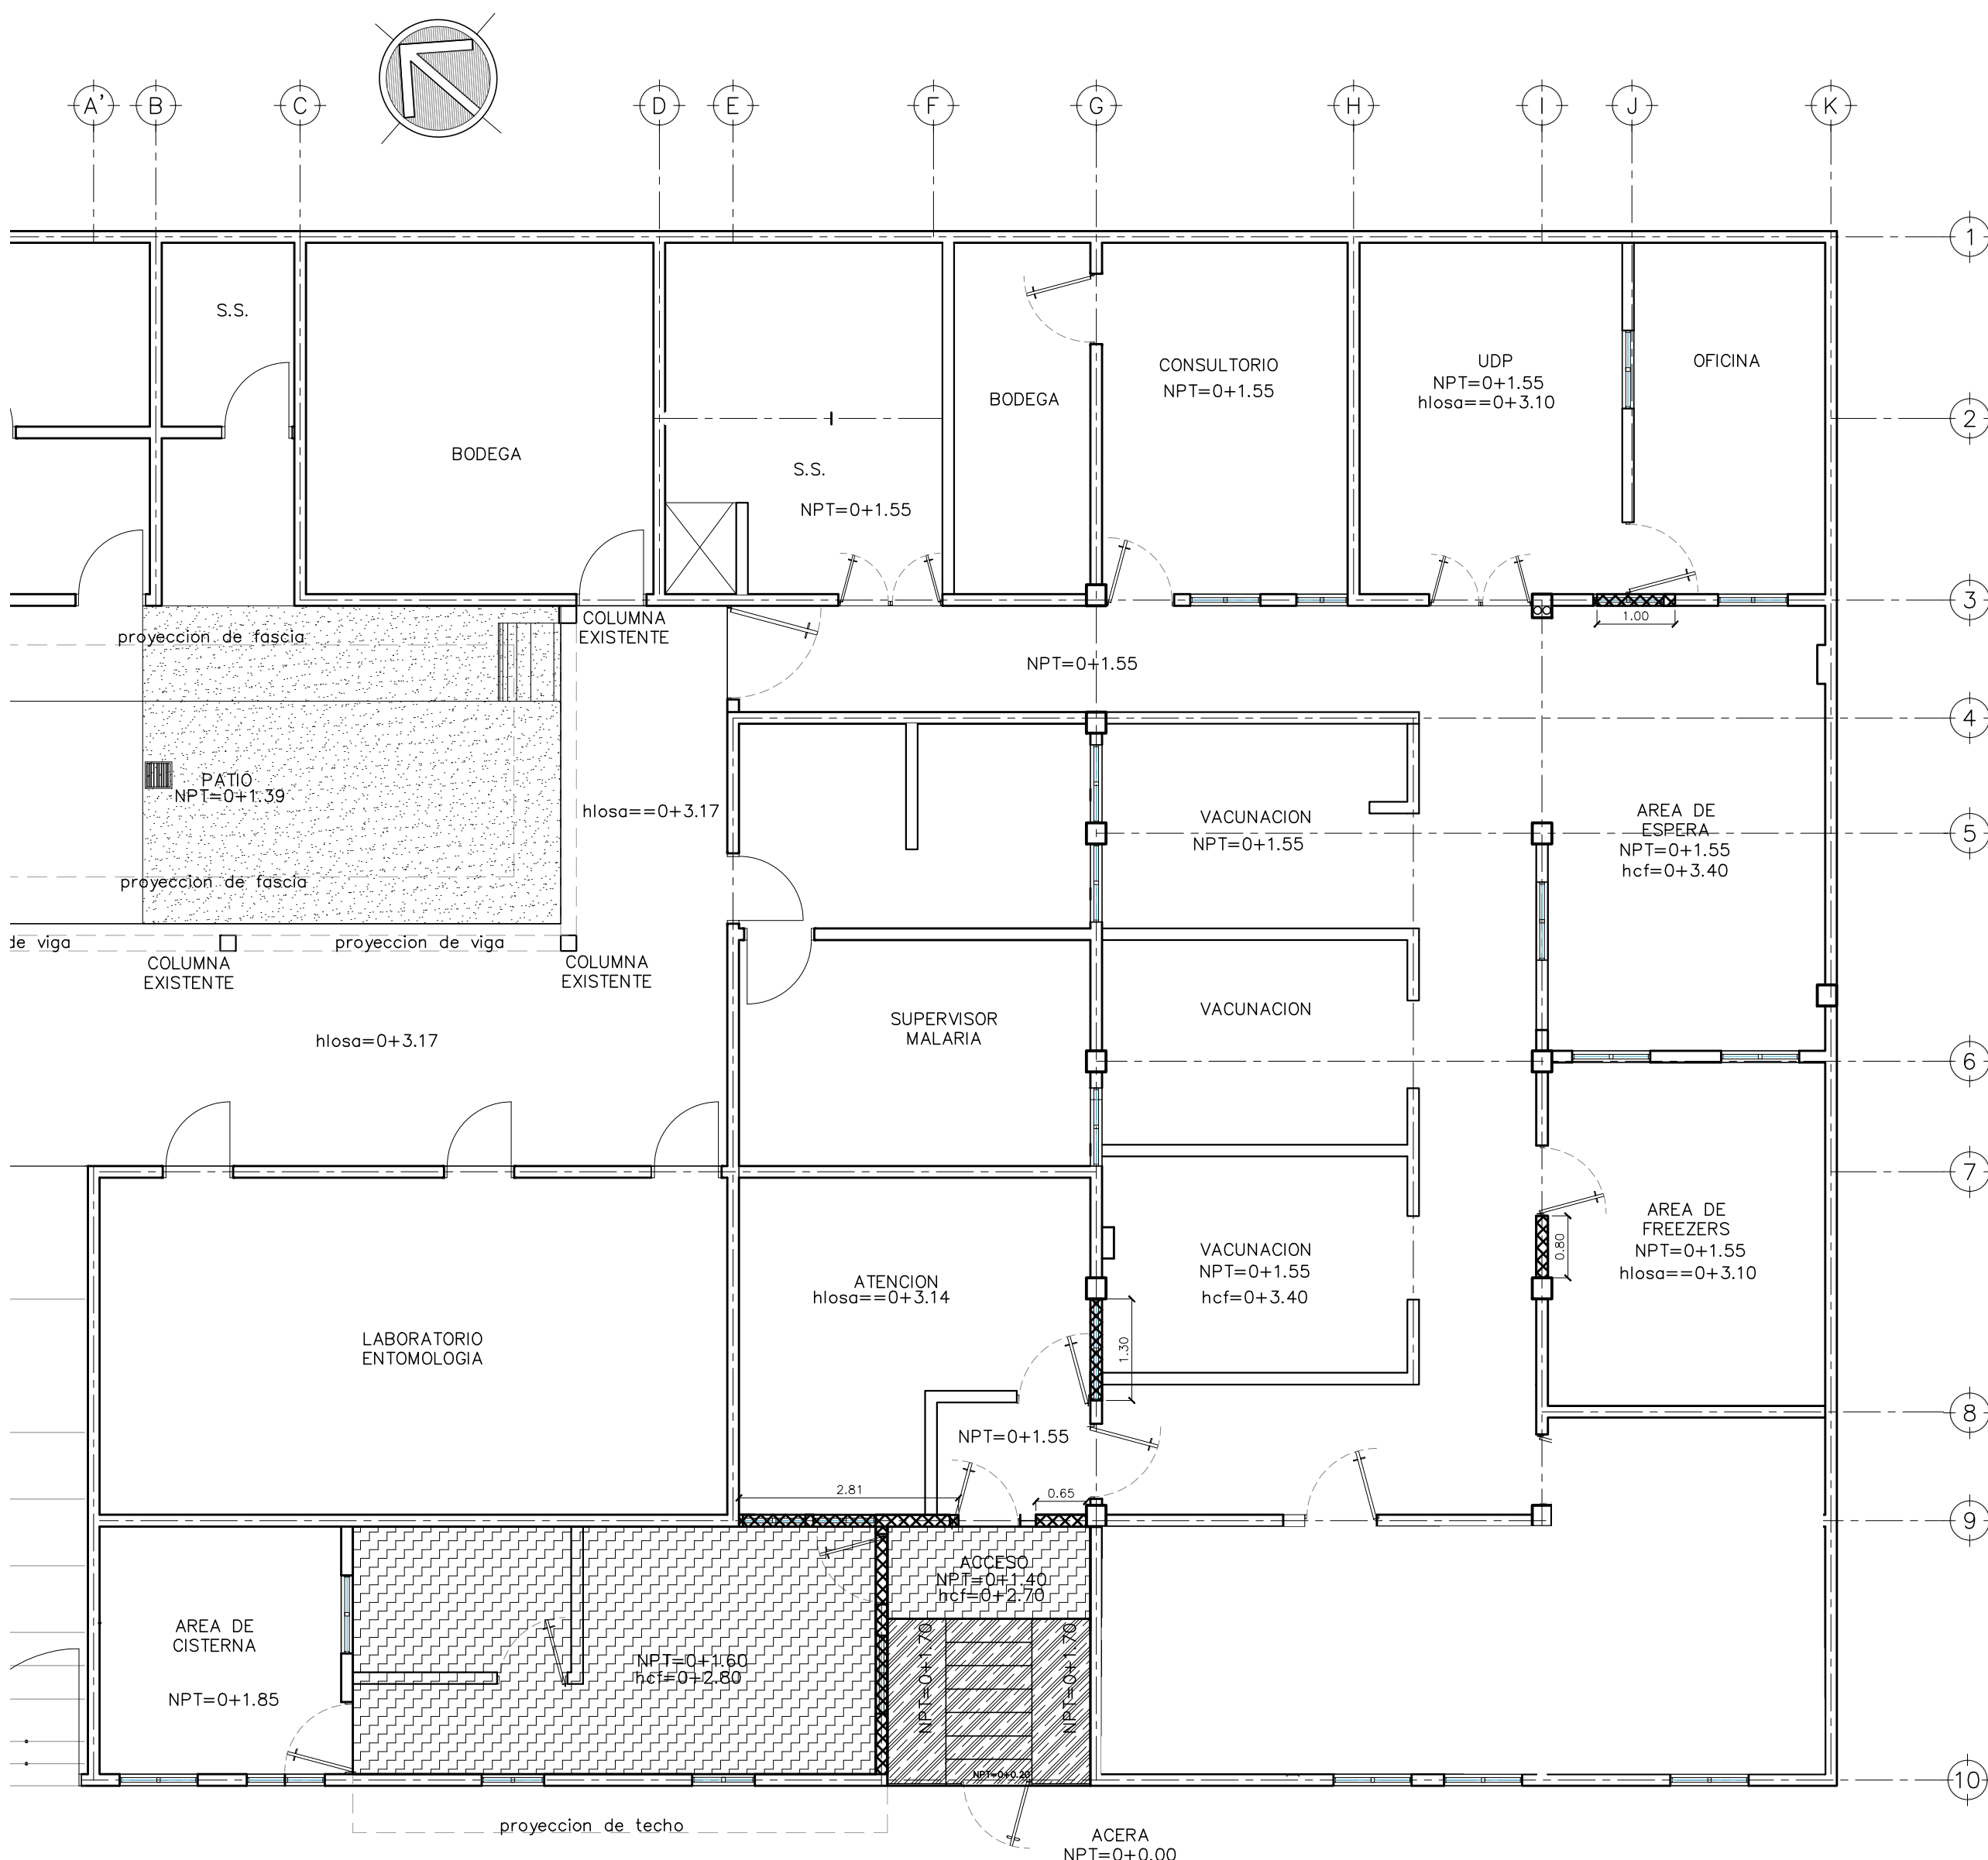 A' B C D E F G H I J K
1
S.S.
CONSULTORIO
NPT=0+1.55
UDP
NPT=0+1.55
hlosa==0+3.10
OFICINA
BODEGA
2
BODEGA
S.S.
NPT=0+1.55
3
1.00
COLUMNA
EXISTENTE
proyeccion de fascia
NPT=0+1.55
4
PATIO
NPT=0+1.39
hlosa==0+3.17
VACUNACION
NPT=0+1.55
AREA DE
ESPERA
NPT=0+1.55
hcf=0+3.40
5
proyeccion de fascia
de viga
proyeccion de viga
COLUMNA
EXISTENTE
COLUMNA
EXISTENTE
hlosa=0+3.17
SUPERVISOR
MALARIA
VACUNACION
6
7
AREA DE
FREEZERS
NPT=0+1.55
hlosa==0+3.10
0.80
VACUNACION
NPT=0+1.55
hcf=0+3.40
ATENCION
hlosa==0+3.14
1.30
LABORATORIO
ENTOMOLOGIA
8
NPT=0+1.55
2.81
0.65
9
ACCESO
NPT=0+1.40
hcf=0+2.70
AREA DE
CISTERNA
NPT=0+1.85
NPT=0+1.60
hcf=0+2.80
NPT=0+1.70
NPT=0+1.70
NPT=0+0.20
10
proyeccion de techo
ACERA
NPT=0+0.00